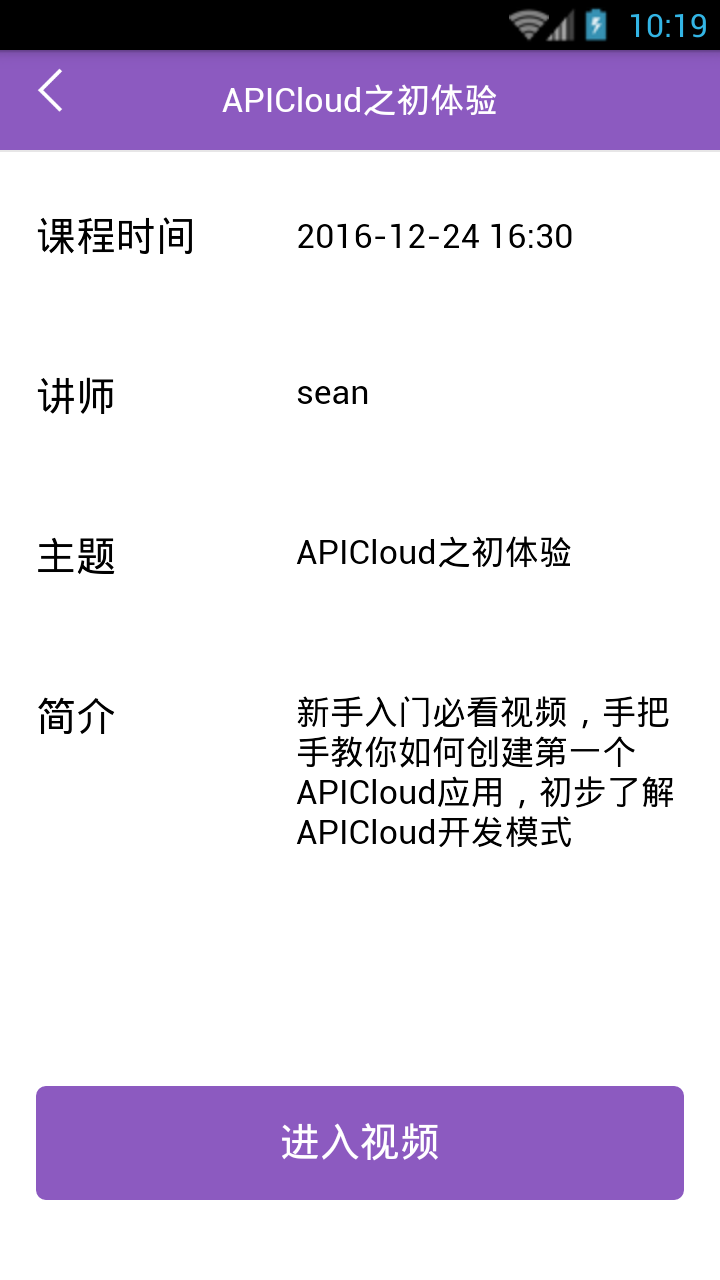 10:19
APICloud之初体验
课程时间 2016-12-24 16:30
讲师 sean
主题 APICloud之初体验
简介 新手入门必看视频，手把
手教你如何创建第一个
APICloud应用，初步了解
APICloud开发模式
进入视频